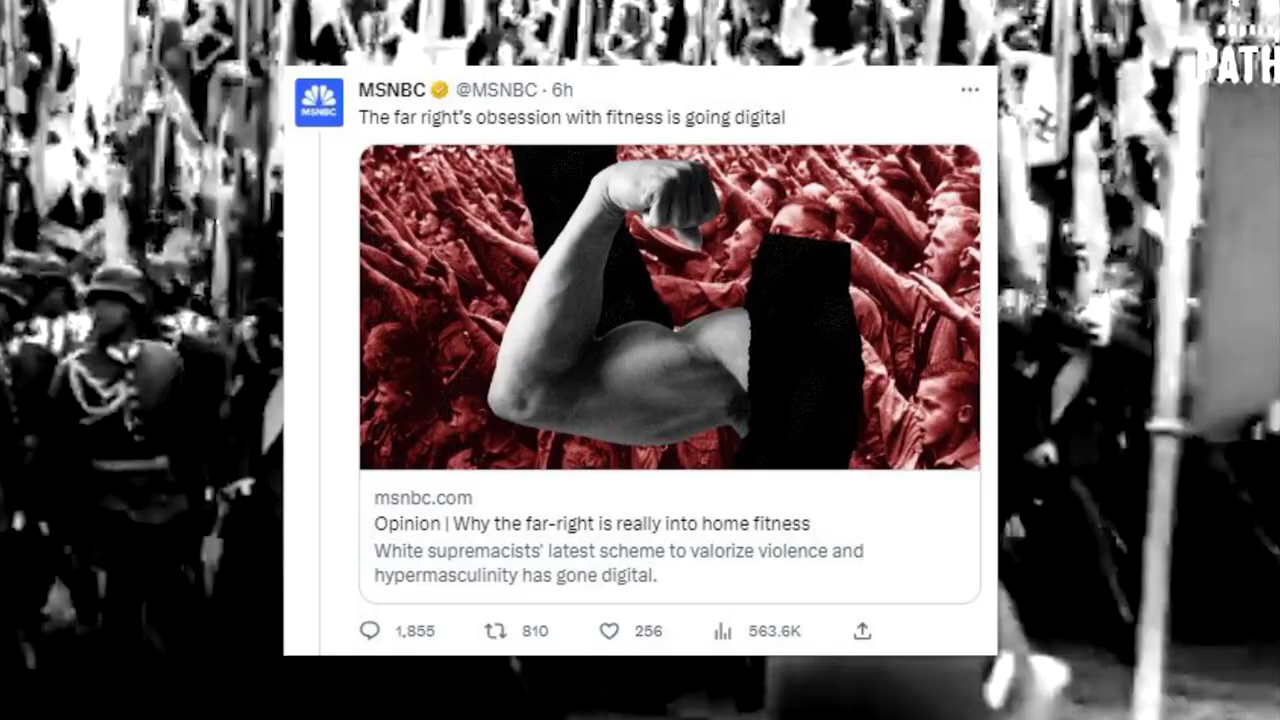 PATH
MSNBC @MSNBC · 6h
MSNBC
The far right's obsession with fitness is going digital
msnbc.com
Opinion | Why the far-right is really into home fitness
White supremacists' latest scheme to valorize violence and
hypermasculinity has gone digital.
1,855 810 256 563.6K